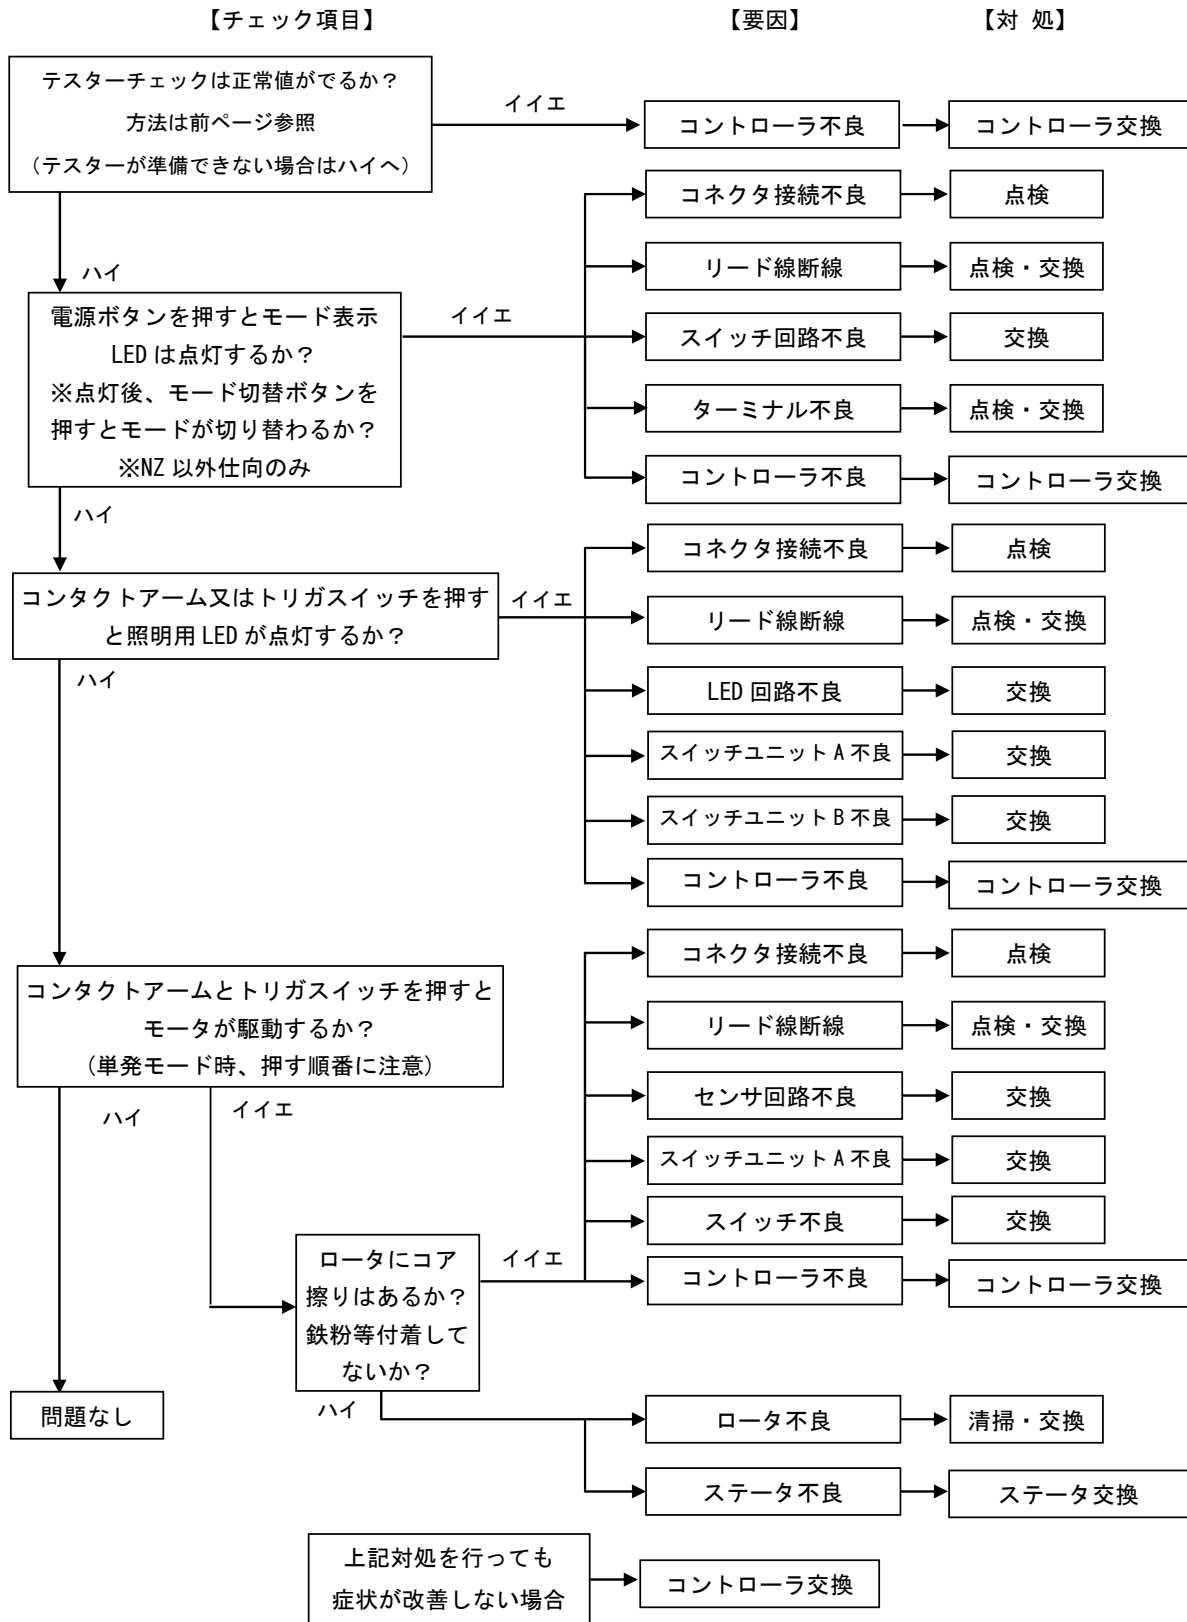 【チェック項目】
【要因】
【対 処】
テスターチェックは正常値がでるか？
方法は前ページ参照
（テスターが準備できない場合はハイへ）
イイエ
コントローラ不良
コントローラ交換
ハイ
電源ボタンを押すとモード表示
LED は点灯するか？
※点灯後、モード切替ボタンを
押すとモードが切り替わるか？
※NZ 以外仕向のみ
イイエ
コネクタ接続不良
点検
リード線断線
点検・交換
スイッチ回路不良
交換
ターミナル不良
点検・交換
コントローラ不良
コントローラ交換
ハイ
コンタクトアーム又はトリガスイッチを押す
と照明用 LED が点灯するか？
イイエ
コネクタ接続不良
点検
リード線断線
点検・交換
LED 回路不良
交換
スイッチユニット A 不良
交換
スイッチユニット B 不良
交換
コントローラ不良
コントローラ交換
ハイ
コンタクトアームとトリガスイッチを押すと
モータが駆動するか？
（単発モード時、押す順番に注意）
ハイ
イイエ
ロータにコア
擦りはあるか？
鉄粉等付着して
ないか？
イイエ
コネクタ接続不良
点検
リード線断線
点検・交換
センサ回路不良
交換
スイッチユニット A 不良
交換
スイッチ不良
交換
コントローラ不良
コントローラ交換
問題なし
ハイ
ロータ不良
清掃・交換
ステータ不良
ステータ交換
上記対処を行っても
症状が改善しない場合
コントローラ交換